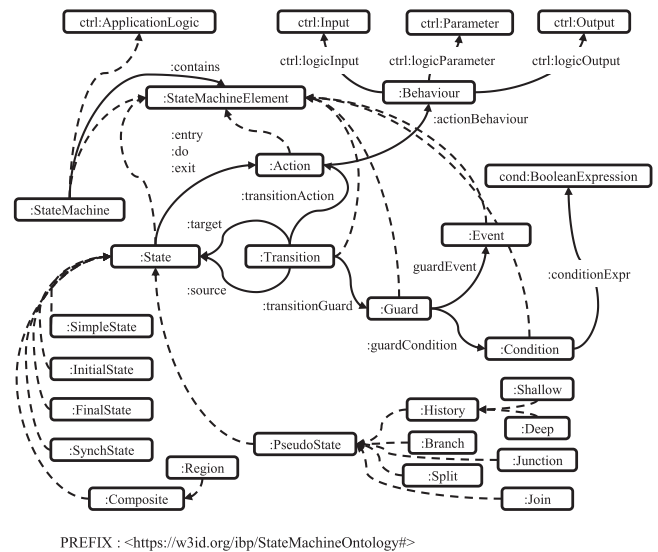 ctrl:ApplicationLogic
ctrl:Input
ctrl:Parameter
ctrl:Output
:contains
ctrl:logicInput
ctrl:logicParameter
ctrl:logicOutput
:StateMachineElement
:Behaviour
:entry
:do
:exit
:actionBehaviour
:Action
cond:BooleanExpression
:transitionAction
:StateMachine
:target
:Event
:State
:Transition
guardEvent
:conditionExpr
:source
:transitionGuard
:Guard
:SimpleState
:guardCondition
:Condition
:InitialState
:Shallow
:FinalState
:History
:Deep
:SynchState
:PseudoState
:Branch
:Junction
:Region
:Split
:Composite
:Join
PREFIX : <https://w3id.org/ibp/StateMachineOntology#>